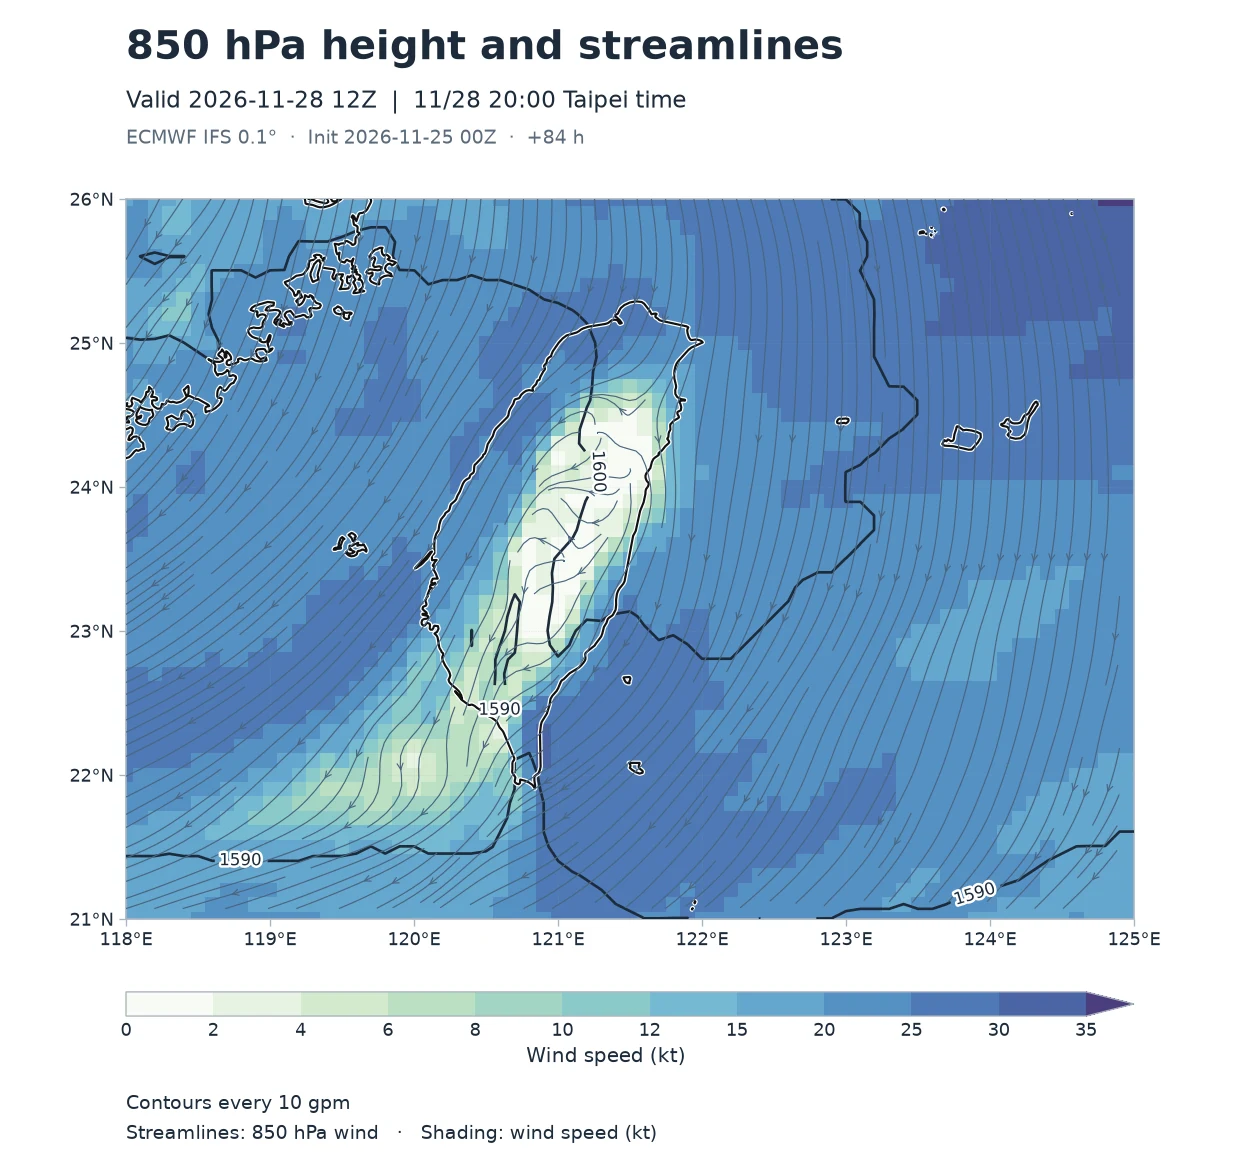 850 hPa height and streamlines
Valid 2026-11-28 12Z | 11/28 20:00 Taipei time
ECMWF IFS 0.1° · Init 2026-11-25 00Z · +84 h
26°N
25°N
24°N
23°N
22°N
21°N
1600
1590
1590
1590
118°E 119°E 120°E 121°E 122°E 123°E 124°E 125°E
0 2 4 6 8 10 12 15 20 25 30 35
Wind speed (kt)
Contours every 10 gpm
Streamlines: 850 hPa wind · Shading: wind speed (kt)